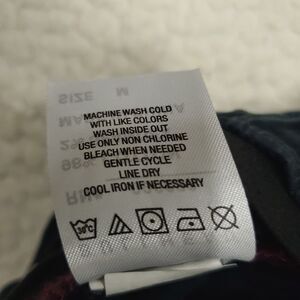 MACHINE WASH COLD
WITH LIKE COLORS
WASH INSIDE OUT
USE ONLY NON CHLORINE
BLEACH WHEN NEEDED
GENTLE CYCLE
LINE DRY
COOL IRON IF NECESSARY
30°C